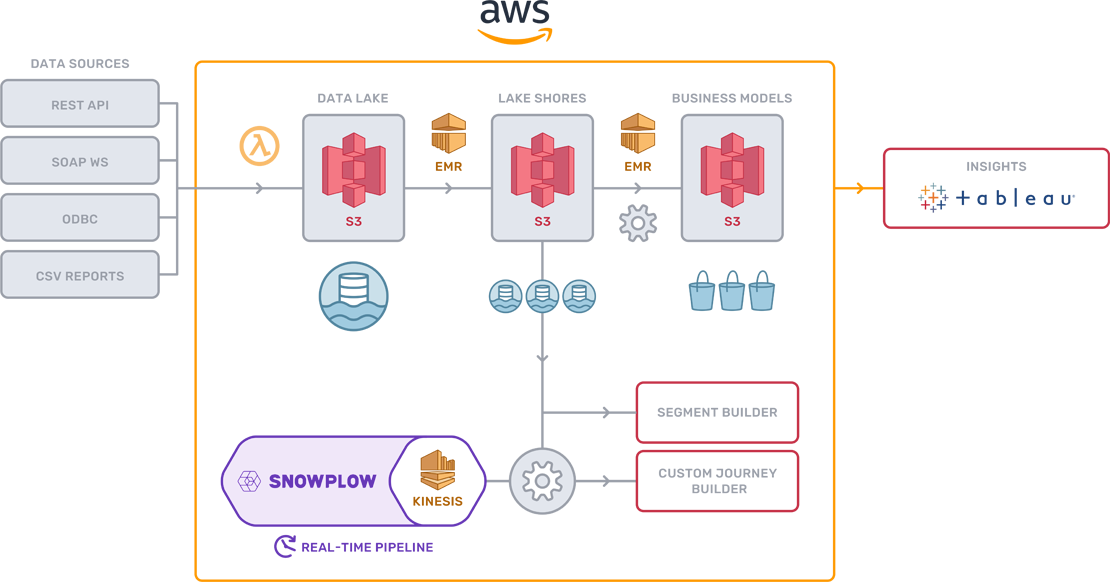 aws
DATA SOURCES
REST API
SOAP WS
ODBC
CSV REPORTS
λ
DATA LAKE
S3
EMR
LAKE SHORES
S3
EMR
BUSINESS MODELS
S3
INSIGHTS
+ableau
SEGMENT BUILDER
CUSTOM JOURNEY
BUILDER
SNOWPLOW
KINESIS
REAL-TIME PIPELINE